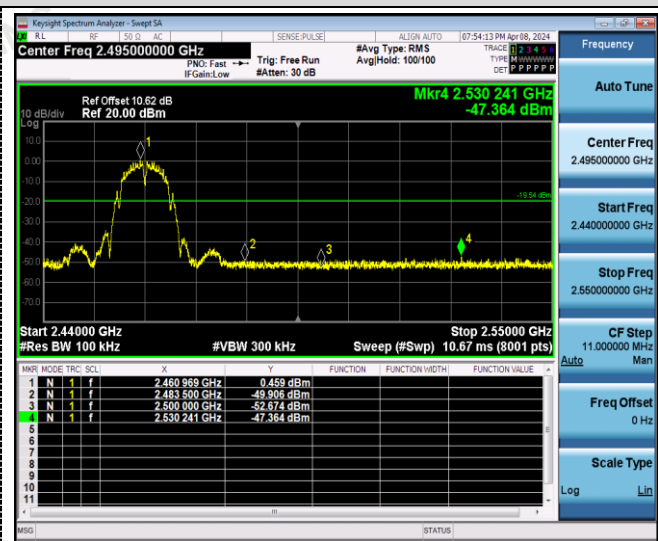 Keysight Spectrum Analyzer - Swept SA
RL RF 50 Ω AC SENSE:PULSE ALIGN AUTO 07:54:13 PM Apr 08, 2024
Center Freq 2.495000000 GHz
PNO: Fast
IFGain:Low
Trig: Free Run
#Atten: 30 dB
#Avg Type: RMS
Avg|Hold: 100/100
TRACE 1 2 3 4 5 6
TYPE M W W W W W
DET P P P P P P
Ref Offset 10.62 dB
10 dB/div Ref 20.00 dBm
Log
Mkr4 2.530 241 GHz
-47.364 dBm
10.0
0.00
-10.0
-20.0
-30.0
-40.0
-50.0
-60.0
-70.0
1
2
3
4
-19.54 dBm
Start 2.44000 GHz Stop 2.55000 GHz
#Res BW 100 kHz #VBW 300 kHz Sweep (#Swp) 10.67 ms (8001 pts)
MKR MODE TRC SCL X Y FUNCTION FUNCTION WIDTH FUNCTION VALUE
1 N 1 f 2.460 969 GHz 0.459 dBm
2 N 1 f 2.483 500 GHz -49.906 dBm
3 N 1 f 2.500 000 GHz -52.674 dBm
4 N 1 f 2.530 241 GHz -47.364 dBm
5
6
7
8
9
10
11
MSG STATUS
Frequency
Auto Tune
Center Freq
2.495000000 GHz
Start Freq
2.440000000 GHz
Stop Freq
2.550000000 GHz
CF Step
11.000000 MHz
Auto Man
Freq Offset
0 Hz
Scale Type
Log Lin